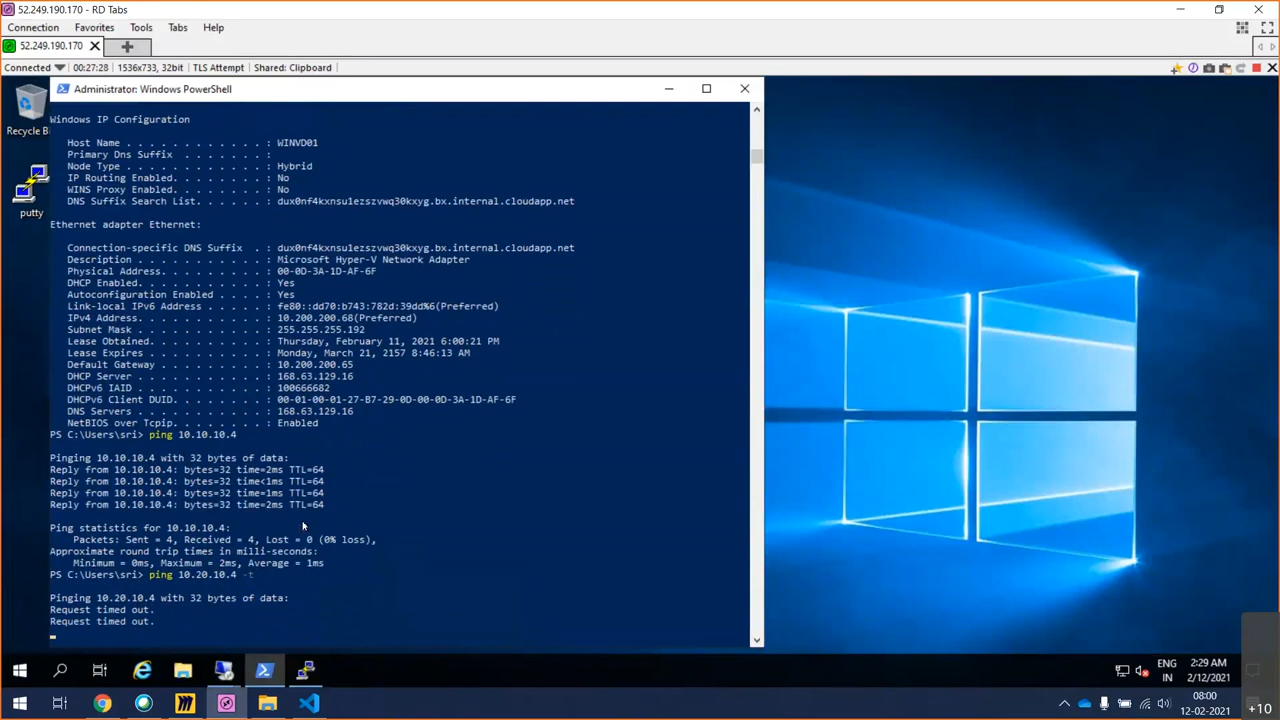 52.249.190.170 - RD Tabs
Connection Favorites Tools Tabs Help
52.249.190.170
Connected 00:27:28 1536x733, 32bit TLS Attempt Shared: Clipboard
Recycle Bi
putty
Administrator: Windows PowerShell
Windows IP Configuration
Host Name . . . . . . . . . . . . : WINVD01
Primary Dns Suffix . . . . . . . :
Node Type . . . . . . . . . . . . : Hybrid
IP Routing Enabled. . . . . . . . : No
WINS Proxy Enabled. . . . . . . . : No
DNS Suffix Search List. . . . . . : dux0nf4kxnsu1ezszvwq30kxyg.bx.internal.cloudapp.net
Ethernet adapter Ethernet:
Connection-specific DNS Suffix . : dux0nf4kxnsu1ezszvwq30kxyg.bx.internal.cloudapp.net
Description . . . . . . . . . . . : Microsoft Hyper-V Network Adapter
Physical Address. . . . . . . . . : 00-0D-3A-1D-AF-6F
DHCP Enabled. . . . . . . . . . . : Yes
Autoconfiguration Enabled . . . . : Yes
Link-local IPv6 Address . . . . . : fe80::dd70:b743:782d:39dd%6(Preferred)
IPv4 Address. . . . . . . . . . . : 10.200.200.68(Preferred)
Subnet Mask . . . . . . . . . . . : 255.255.255.192
Lease Obtained. . . . . . . . . . : Thursday, February 11, 2021 6:00:21 PM
Lease Expires . . . . . . . . . . : Monday, March 21, 2157 8:46:13 AM
Default Gateway . . . . . . . . . : 10.200.200.65
DHCP Server . . . . . . . . . . . : 168.63.129.16
DHCPv6 IAID . . . . . . . . . . . : 100666682
DHCPv6 Client DUID. . . . . . . . : 00-01-00-01-27-B7-29-0D-00-0D-3A-1D-AF-6F
DNS Servers . . . . . . . . . . . : 168.63.129.16
NetBIOS over Tcpip. . . . . . . . : Enabled
PS C:\Users\sri> ping 10.10.10.4
Pinging 10.10.10.4 with 32 bytes of data:
Reply from 10.10.10.4: bytes=32 time=2ms TTL=64
Reply from 10.10.10.4: bytes=32 time<1ms TTL=64
Reply from 10.10.10.4: bytes=32 time=1ms TTL=64
Reply from 10.10.10.4: bytes=32 time=2ms TTL=64
Ping statistics for 10.10.10.4:
Packets: Sent = 4, Received = 4, Lost = 0 (0% loss),
Approximate round trip times in milli-seconds:
Minimum = 0ms, Maximum = 2ms, Average = 1ms
PS C:\Users\sri> ping 10.20.10.4 -t
Pinging 10.20.10.4 with 32 bytes of data:
Request timed out.
Request timed out.
ENG
IN
2:29 AM
2/12/2021
08:00
12-02-2021
+10